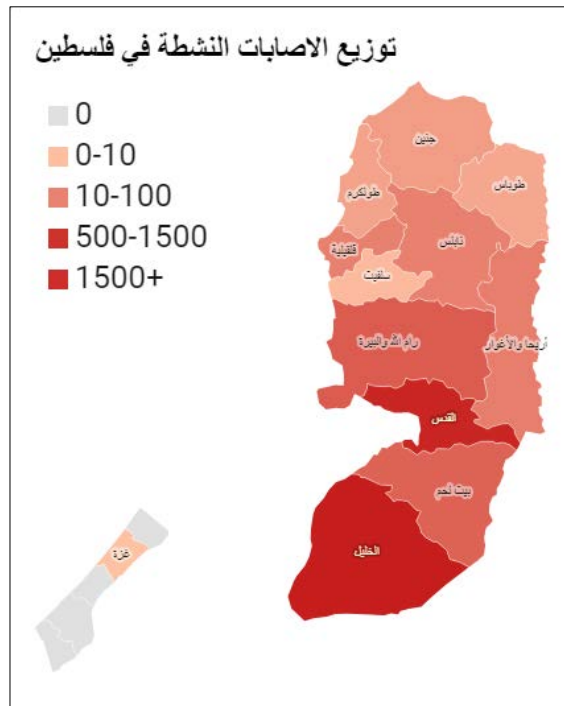 توزيع الاصابات النشطة في فلسطين
0
0-10
10-100
500-1500
1500+
جنين
طوباس
طولكرم
نابلس
قلقيلية
سلفيت
رام الله والبيرة
أريحا والأغوار
القدس
بيت لحم
الخليل
غزة